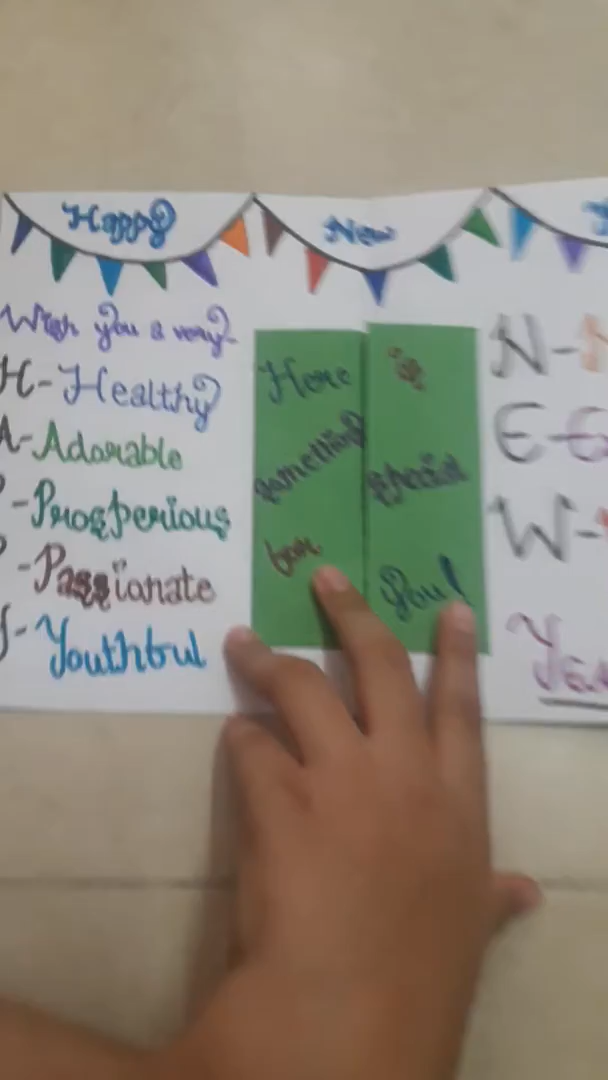 Happy
New
Wish you a very-
H-Healthy
A-Adorable
P-Prosperious
P-Passionate
Y-Youthful
Here is
something special
for you!
N-
E-
W-